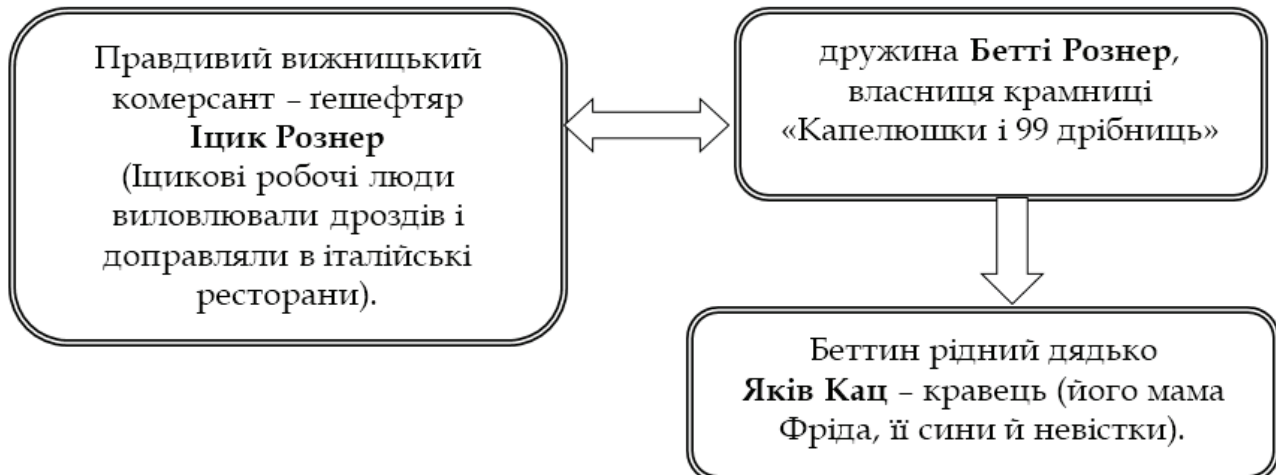 Правдивий вижницький
комерсант – ґешефтяр
Іцик Рознер
(Іцикові робочі люди
виловлювали дроздів і
доправляли в італійські
ресторани).
дружина Бетті Рознер,
власниця крамниці
«Капелюшки і 99 дрібниць»
Беттин рідний дядько
Яків Кац – кравець (його мама
Фріда, її сини й невістки).